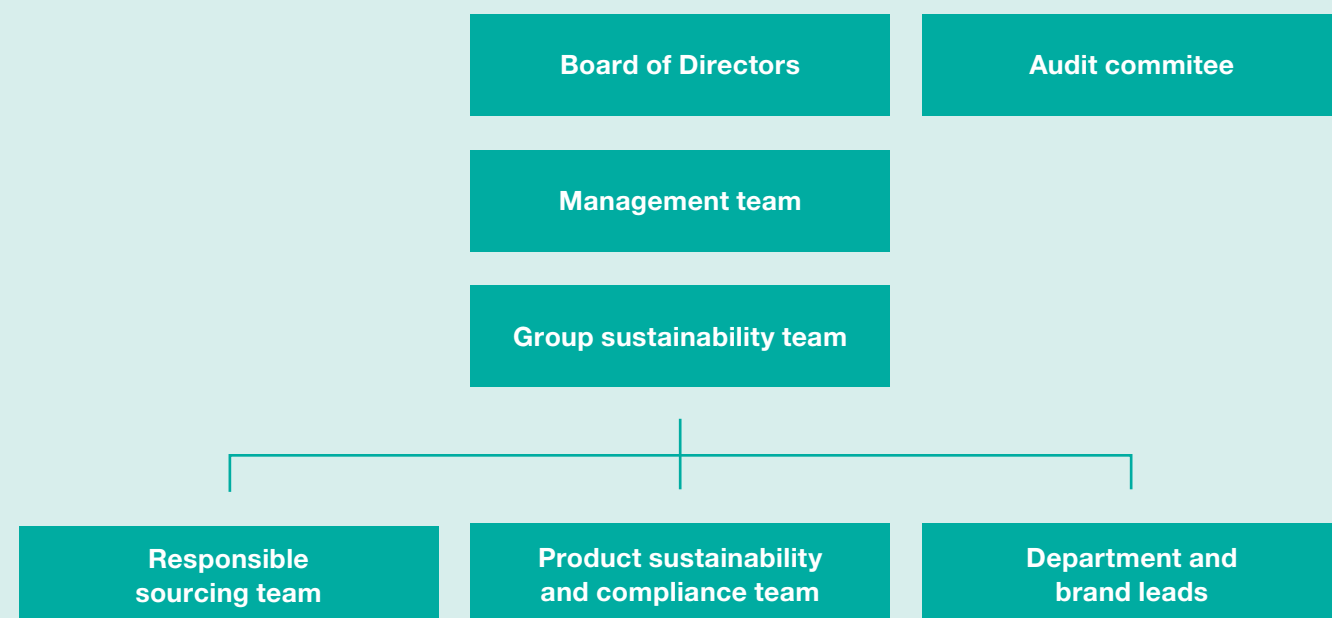 Board of Directors
Audit commitee
Management team
Group sustainability team
Responsible
sourcing team
Product sustainability
and compliance team
Department and
brand leads